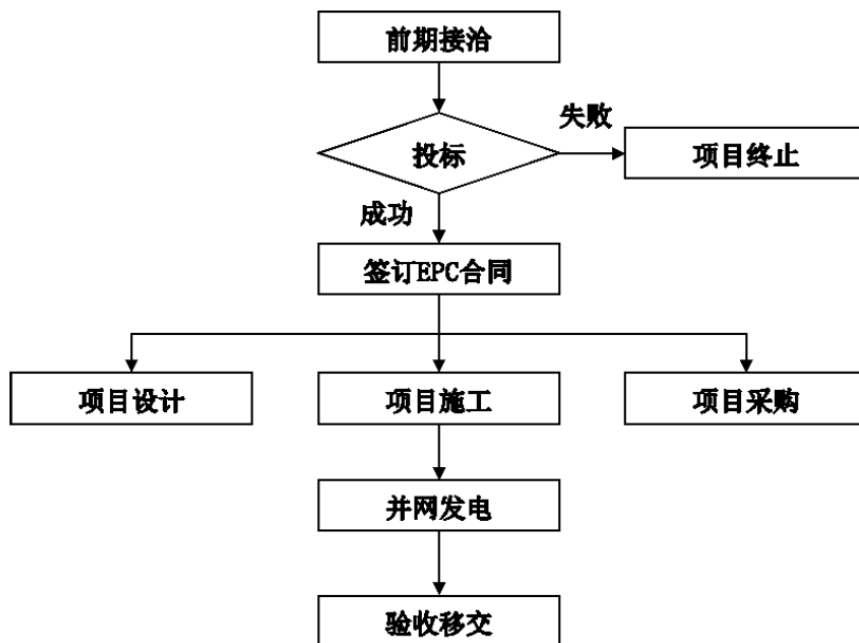 前期接洽
失败
投标
项目终止
成功
签订EPC合同
项目设计
项目施工
项目采购
并网发电
验收移交